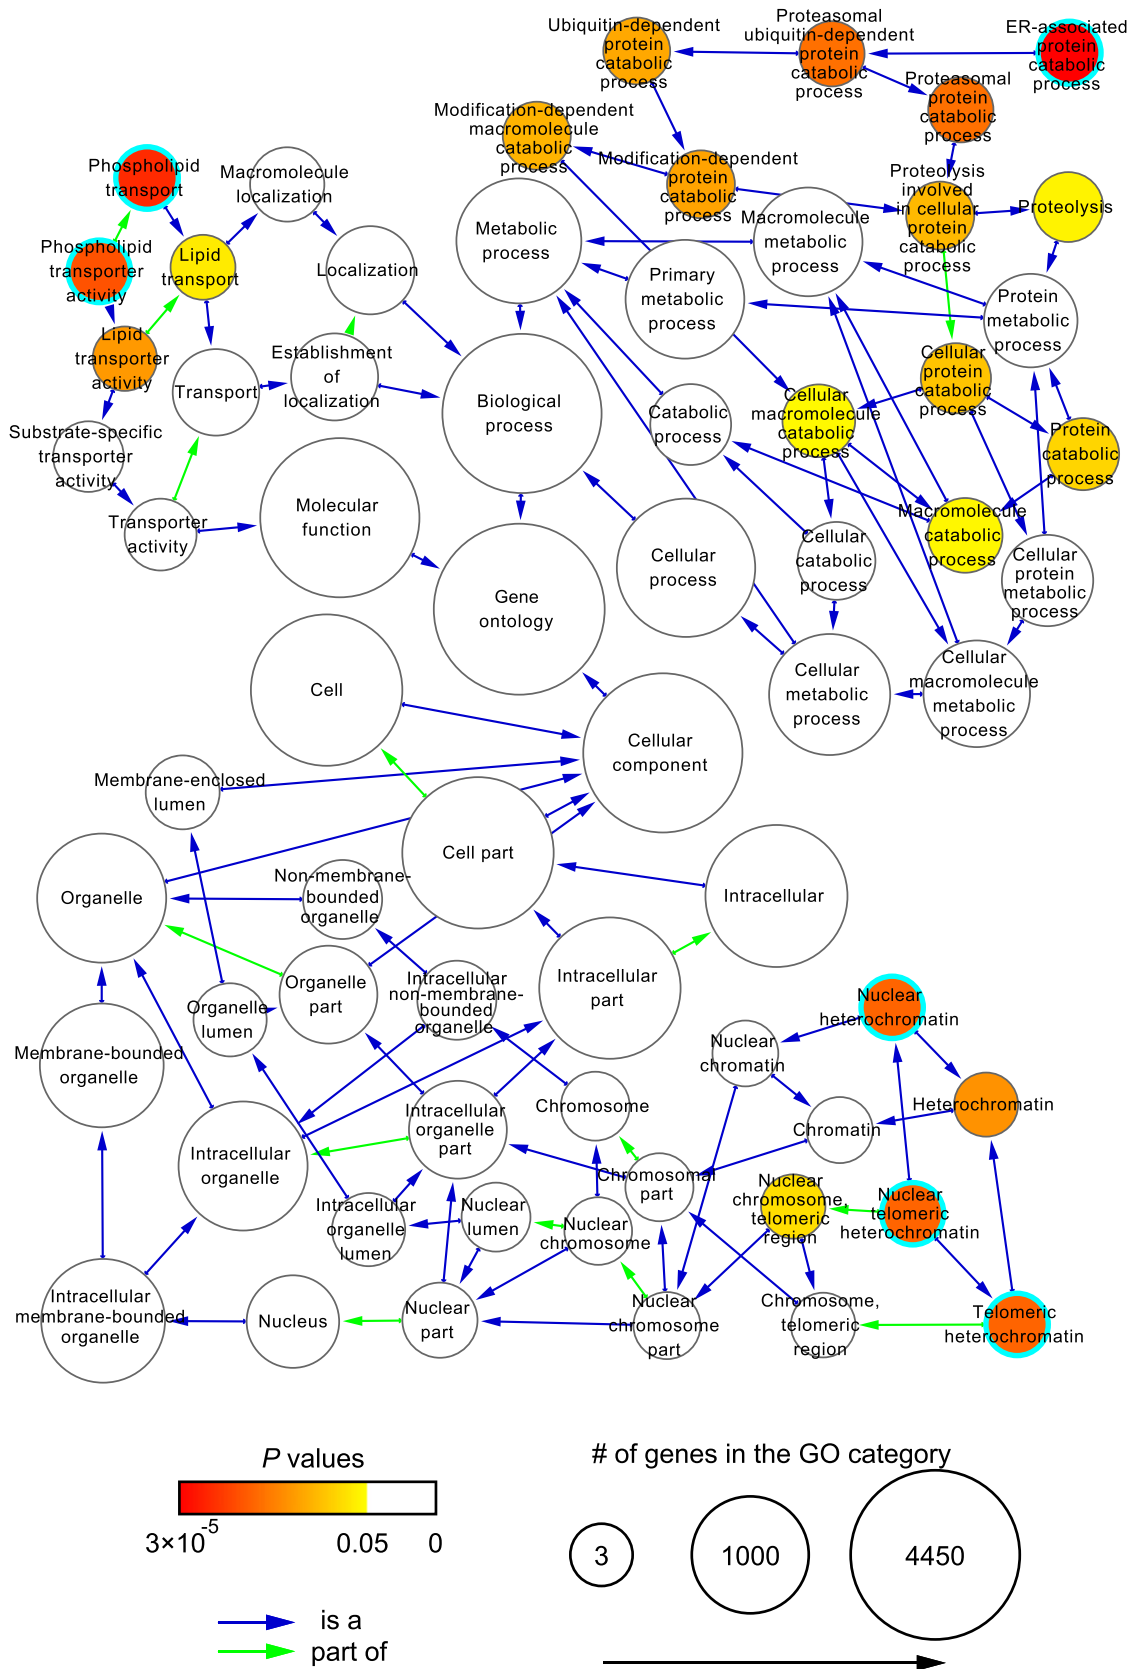 Ubiquitin-dependent
protein
catabolic
process
Proteasomal
ubiquitin-dependent
protein
catabolic
process
ER-associated
protein
catabolic
process
Proteasomal
protein
catabolic
process
Modification-dependent
macromolecule
catabolic
process
Modification-dependent
protein
catabolic
process
Proteolysis
involved
in cellular
protein
catabolic
process
Proteolysis
Phospholipid
transport
Macromolecule
localization
Phospholipid
transporter
activity
Lipid
transport
Localization
Metabolic
process
Macromolecule
metabolic
process
Primary
metabolic
process
Protein
metabolic
process
Lipid
transporter
activity
Transport
Establishment
of
localization
Biological
process
Catabolic
process
Cellular
macromolecule
catabolic
process
Cellular
protein
catabolic
process
Protein
catabolic
process
Substrate-specific
transporter
activity
Transporter
activity
Molecular
function
Gene
ontology
Cellular
process
Cellular
catabolic
process
Macromolecule
catabolic
process
Cellular
protein
metabolic
process
Cell
Cellular
component
Cellular
metabolic
process
Cellular
macromolecule
metabolic
process
Membrane-enclosed
lumen
Cell part
Organelle
Non-membrane-
bounded
organelle
Intracellular
Organelle
part
Intracellular
non-membrane-
bounded
organelle
Intracellular
part
Organelle
lumen
Membrane-bounded
organelle
Nuclear
heterochromatin
Nuclear
chromatin
Heterochromatin
Chromatin
Chromosome
Intracellular
organelle
part
Intracellular
organelle
Chromosomal
part
Nuclear
chromosome,
telomeric
region
Nuclear
telomeric
heterochromatin
Intracellular
organelle
lumen
Nuclear
lumen
Nuclear
chromosome
Intracellular
membrane-bounded
organelle
Nucleus
Nuclear
part
Nuclear
chromosome
part
Chromosome,
telomeric
region
Telomeric
heterochromatin
P values
3×10⁻⁵
0.05
0
# of genes in the GO category
3
1000
4450
is a
part of